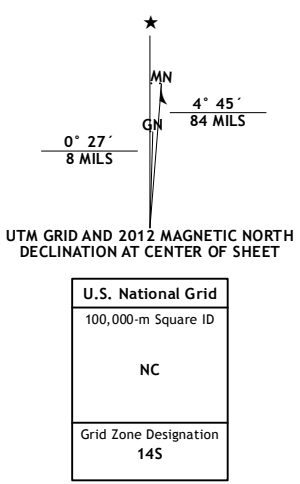 MN
4° 45´
84 MILS
GN
0° 27´
8 MILS
UTM GRID AND 2012 MAGNETIC NORTH
DECLINATION AT CENTER OF SHEET
U.S. National Grid
100,000-m Square ID
NC
Grid Zone Designation
14S